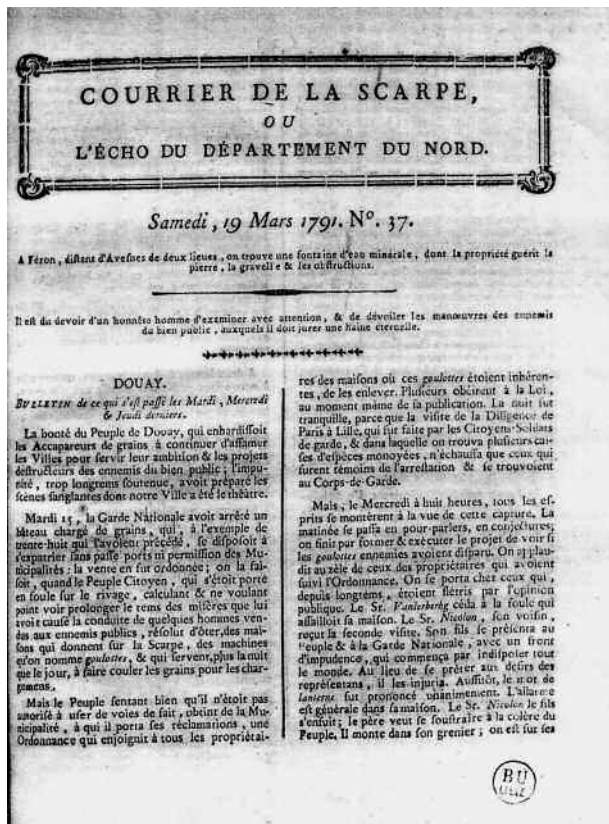 COURRIER DE LA SCARPE,
OU
L'ÉCHO DU DÉPARTEMENT DU NORD.
Samedi, 19 Mars 1791. Nº. 37.
A Féron, diſtent d'Aveſnes de deux lieues, on trouve une fontaine d'eau minérale, dont la propriété guérit la
pierre, la gravelle & les obſtructions.
Il eſt du devoir d'un honnête homme d'examiner avec attention, & de dévoiler les manœuvres des ennemis
du bien public, auxquels il doit jurer une haine éternelle.
DOUAY.
BULLETIN de ce qui s'eſt paſſé les Mardi, Mercredi
& Jeudi derniers.
La bonté du Peuple de Douay, qui enhardiſſoit
les Accapareurs de grains à continuer d'affamer
les Villes pour ſervir leur ambition & les projets
deſtructeurs des ennemis du bien public; l'impu-
nité, trop longtems ſoutenue, avoit préparé les
ſcènes ſanglantes dont notre Ville a été le théâtre.
Mardi 15, la Garde Nationale avoit arrêté un
bâteau chargé de grains, qui, à l'exemple de
trente-huit qui l'avoient précédé, ſe diſpoſoit à
s'expatrier ſans paſſe-ports ni permiſſion des Mu-
nicipalités: la vente en fut ordonnée; on la fai-
ſoit, quand le Peuple Citoyen, qui s'étoit porté
en foule ſur le rivage, calculant & ne voulant
point voir prolonger le tems des miſères que lui
avoit cauſé la conduite de quelques hommes ven-
dus aux ennemis publics, réſolut d'ôter, des mai-
ſons qui donnent ſur la Scarpe, des machines
qu'on nomme goulottes, & qui ſervent, plus la nuit
que le jour, à faire couler les grains pour les char-
gemens.
Mais le Peuple ſentant bien qu'il n'étoit pas
autoriſé à uſer de voies de fait, obtint de la Mu-
nicipalité, à qui il porta ſes réclamations, une
Ordonnance qui enjoignit à tous les propriétai-
res des maiſons où ces goulottes étoient inhéren-
tes, de les enlever. Pluſieurs obéirent à la Loi,
au moment même de ſa publication. La nuit fut
tranquille, parce que la viſite de la Diligence de
Paris à Lille, qui fut faite par les Citoyens-Soldats
de garde, & dans laquelle on trouva pluſieurs caiſ-
ſes d'eſpèces monoyées, n'échauffa que ceux qui
furent témoins de l'arreſtation & ſe trouvoient
au Corps-de-Garde.
Mais, le Mercredi à huit heures, tous les eſ-
prits ſe montèrent à la vue de cette capture. La
matinée ſe paſſa en pour-parlers, en conjectures;
on finit par former & exécuter le projet de voir ſi
les goulottes ennemies avoient diſparu. On applau-
dit au zèle de ceux des propriétaires qui avoient
ſuivi l'Ordonnance. On ſe porta chez ceux qui,
depuis longtems, étoient flétris par l'opinion
publique. Le Sr. Vanlerberg céda à la foule qui
aſſailloit ſa maiſon. Le Sr. Nicolon, ſon voiſin,
reçut la ſeconde viſite. Son fils ſe préſenta au
Peuple & à la Garde Nationale, avec un front
d'impudence, qui commença par indiſpoſer tout
le monde. Au lieu de ſe prêter aux deſirs des
repréſentans, il les injuria. Auſſitôt, le mot de
lanterne fut prononcé unanimement. L'allarme
eſt générale dans ſa maiſon. Le Sr. Nicolon le fils
s'enfuit; le père veut ſe ſouſtraire à la colère du
Peuple. Il monte dans ſon grenier; on eſt ſur ſes
BU